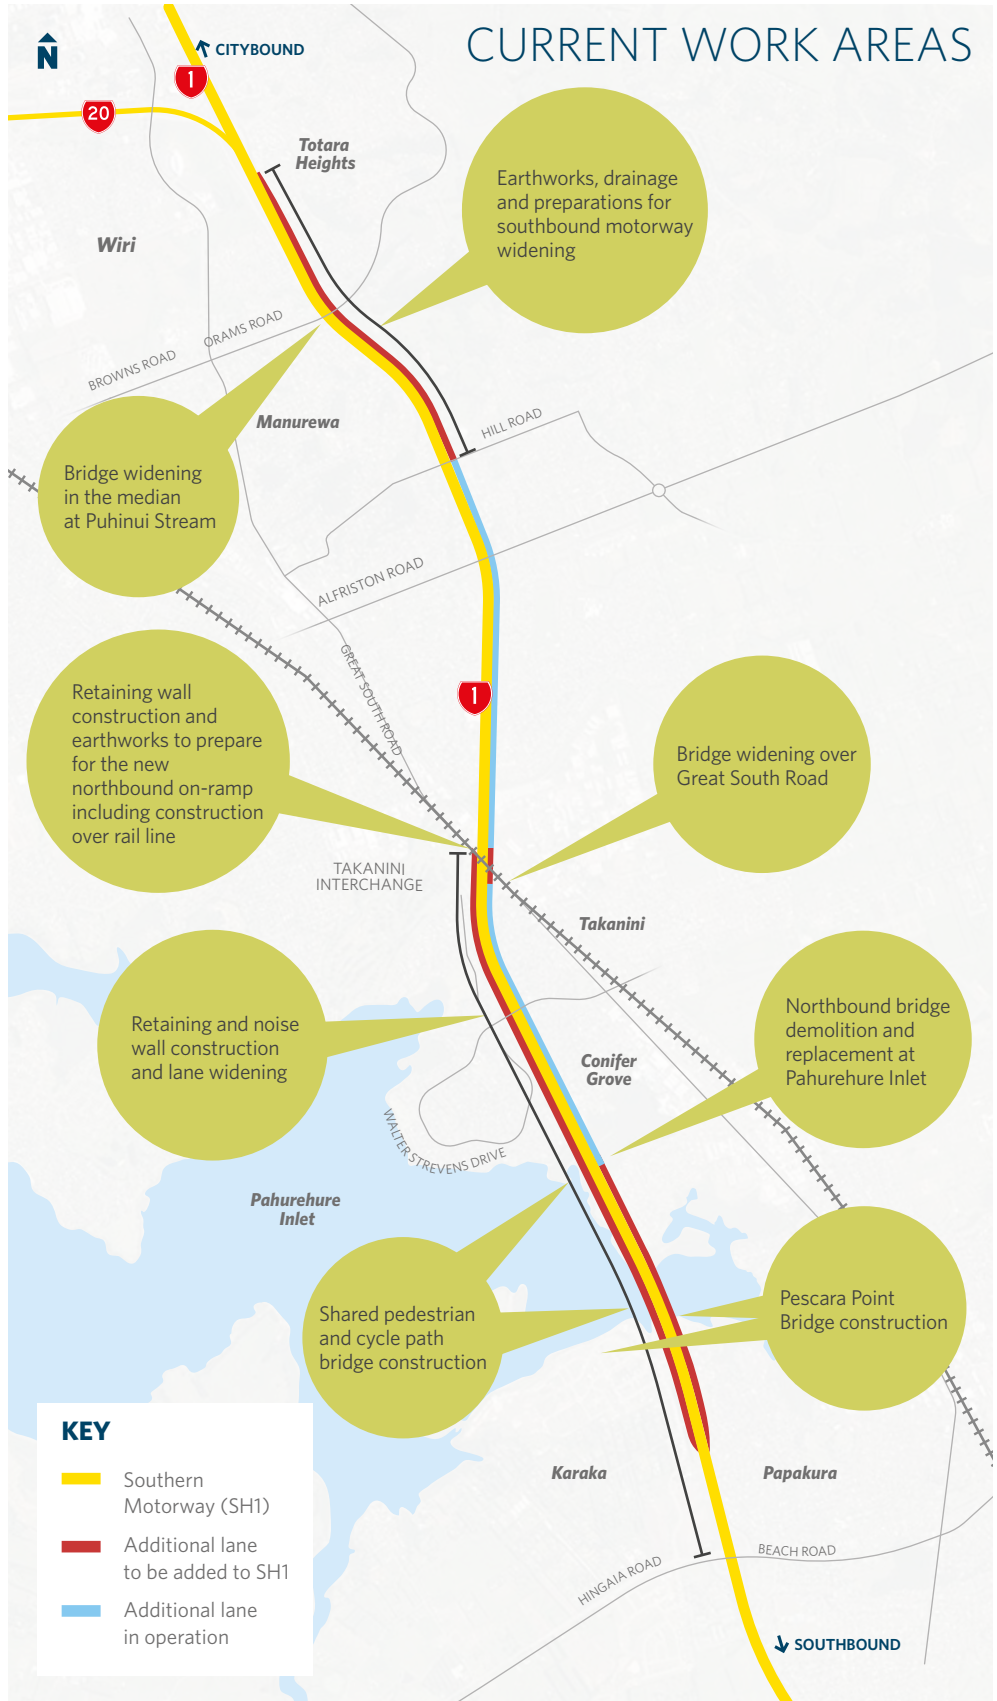 CURRENT WORK AREAS
N
CITYBOUND
1
20
Totara
Heights
Earthworks, drainage
and preparations for
southbound motorway
widening
Wiri
ORAMS ROAD
BROWNS ROAD
Manurewa
HILL ROAD
Bridge widening
in the median
at Puhinui Stream
ALFRISTON ROAD
GREAT SOUTH ROAD
Retaining wall
construction and
earthworks to prepare
for the new
northbound on-ramp
including construction
over rail line
1
Bridge widening over
Great South Road
TAKANINI
INTERCHANGE
Takanini
Retaining and noise
wall construction
and lane widening
Northbound bridge
demolition and
replacement at
Pahurehure Inlet
Conifer
Grove
WALTER STREVENS DRIVE
Pahurehure
Inlet
Shared pedestrian
and cycle path
bridge construction
Pescara Point
Bridge construction
KEY
Southern
Motorway (SH1)
Additional lane
to be added to SH1
Additional lane
in operation
Karaka
Papakura
HINGAIA ROAD
BEACH ROAD
SOUTHBOUND